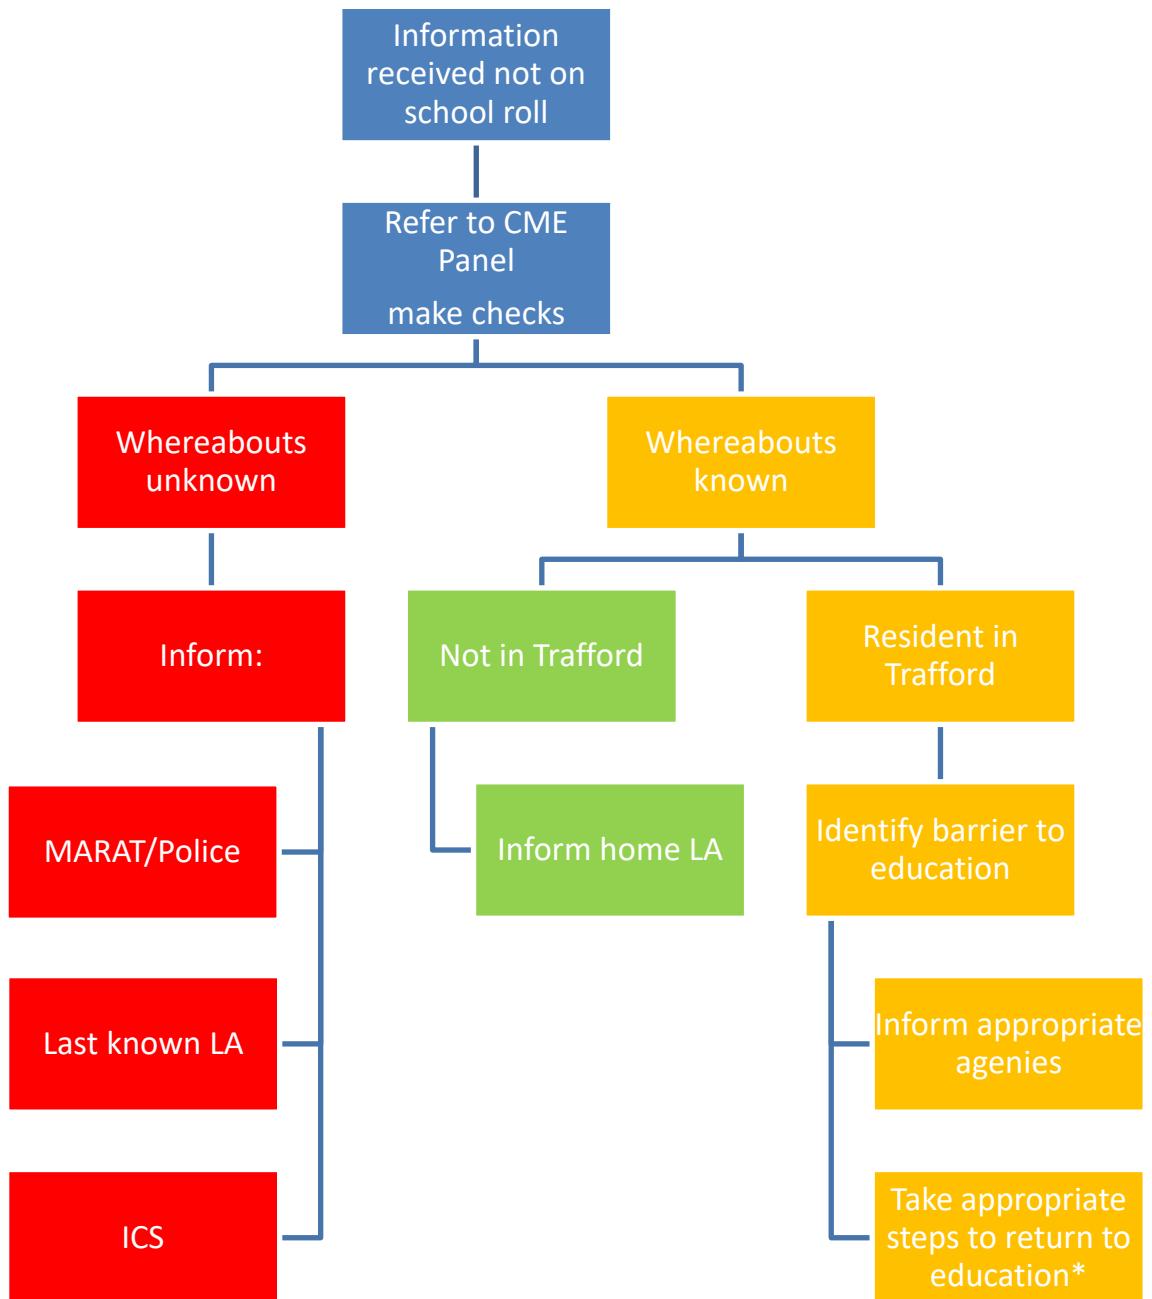 Information
received not on
school roll
Refer to CME
Panel
make checks
Whereabouts
unknown
Whereabouts
known
Inform:
Not in Trafford
Resident in
Trafford
MARAT/Police
Inform home LA
Identify barrier to
education
Last known LA
Inform appropriate
agenies
ICS
Take appropriate
steps to return to
education*